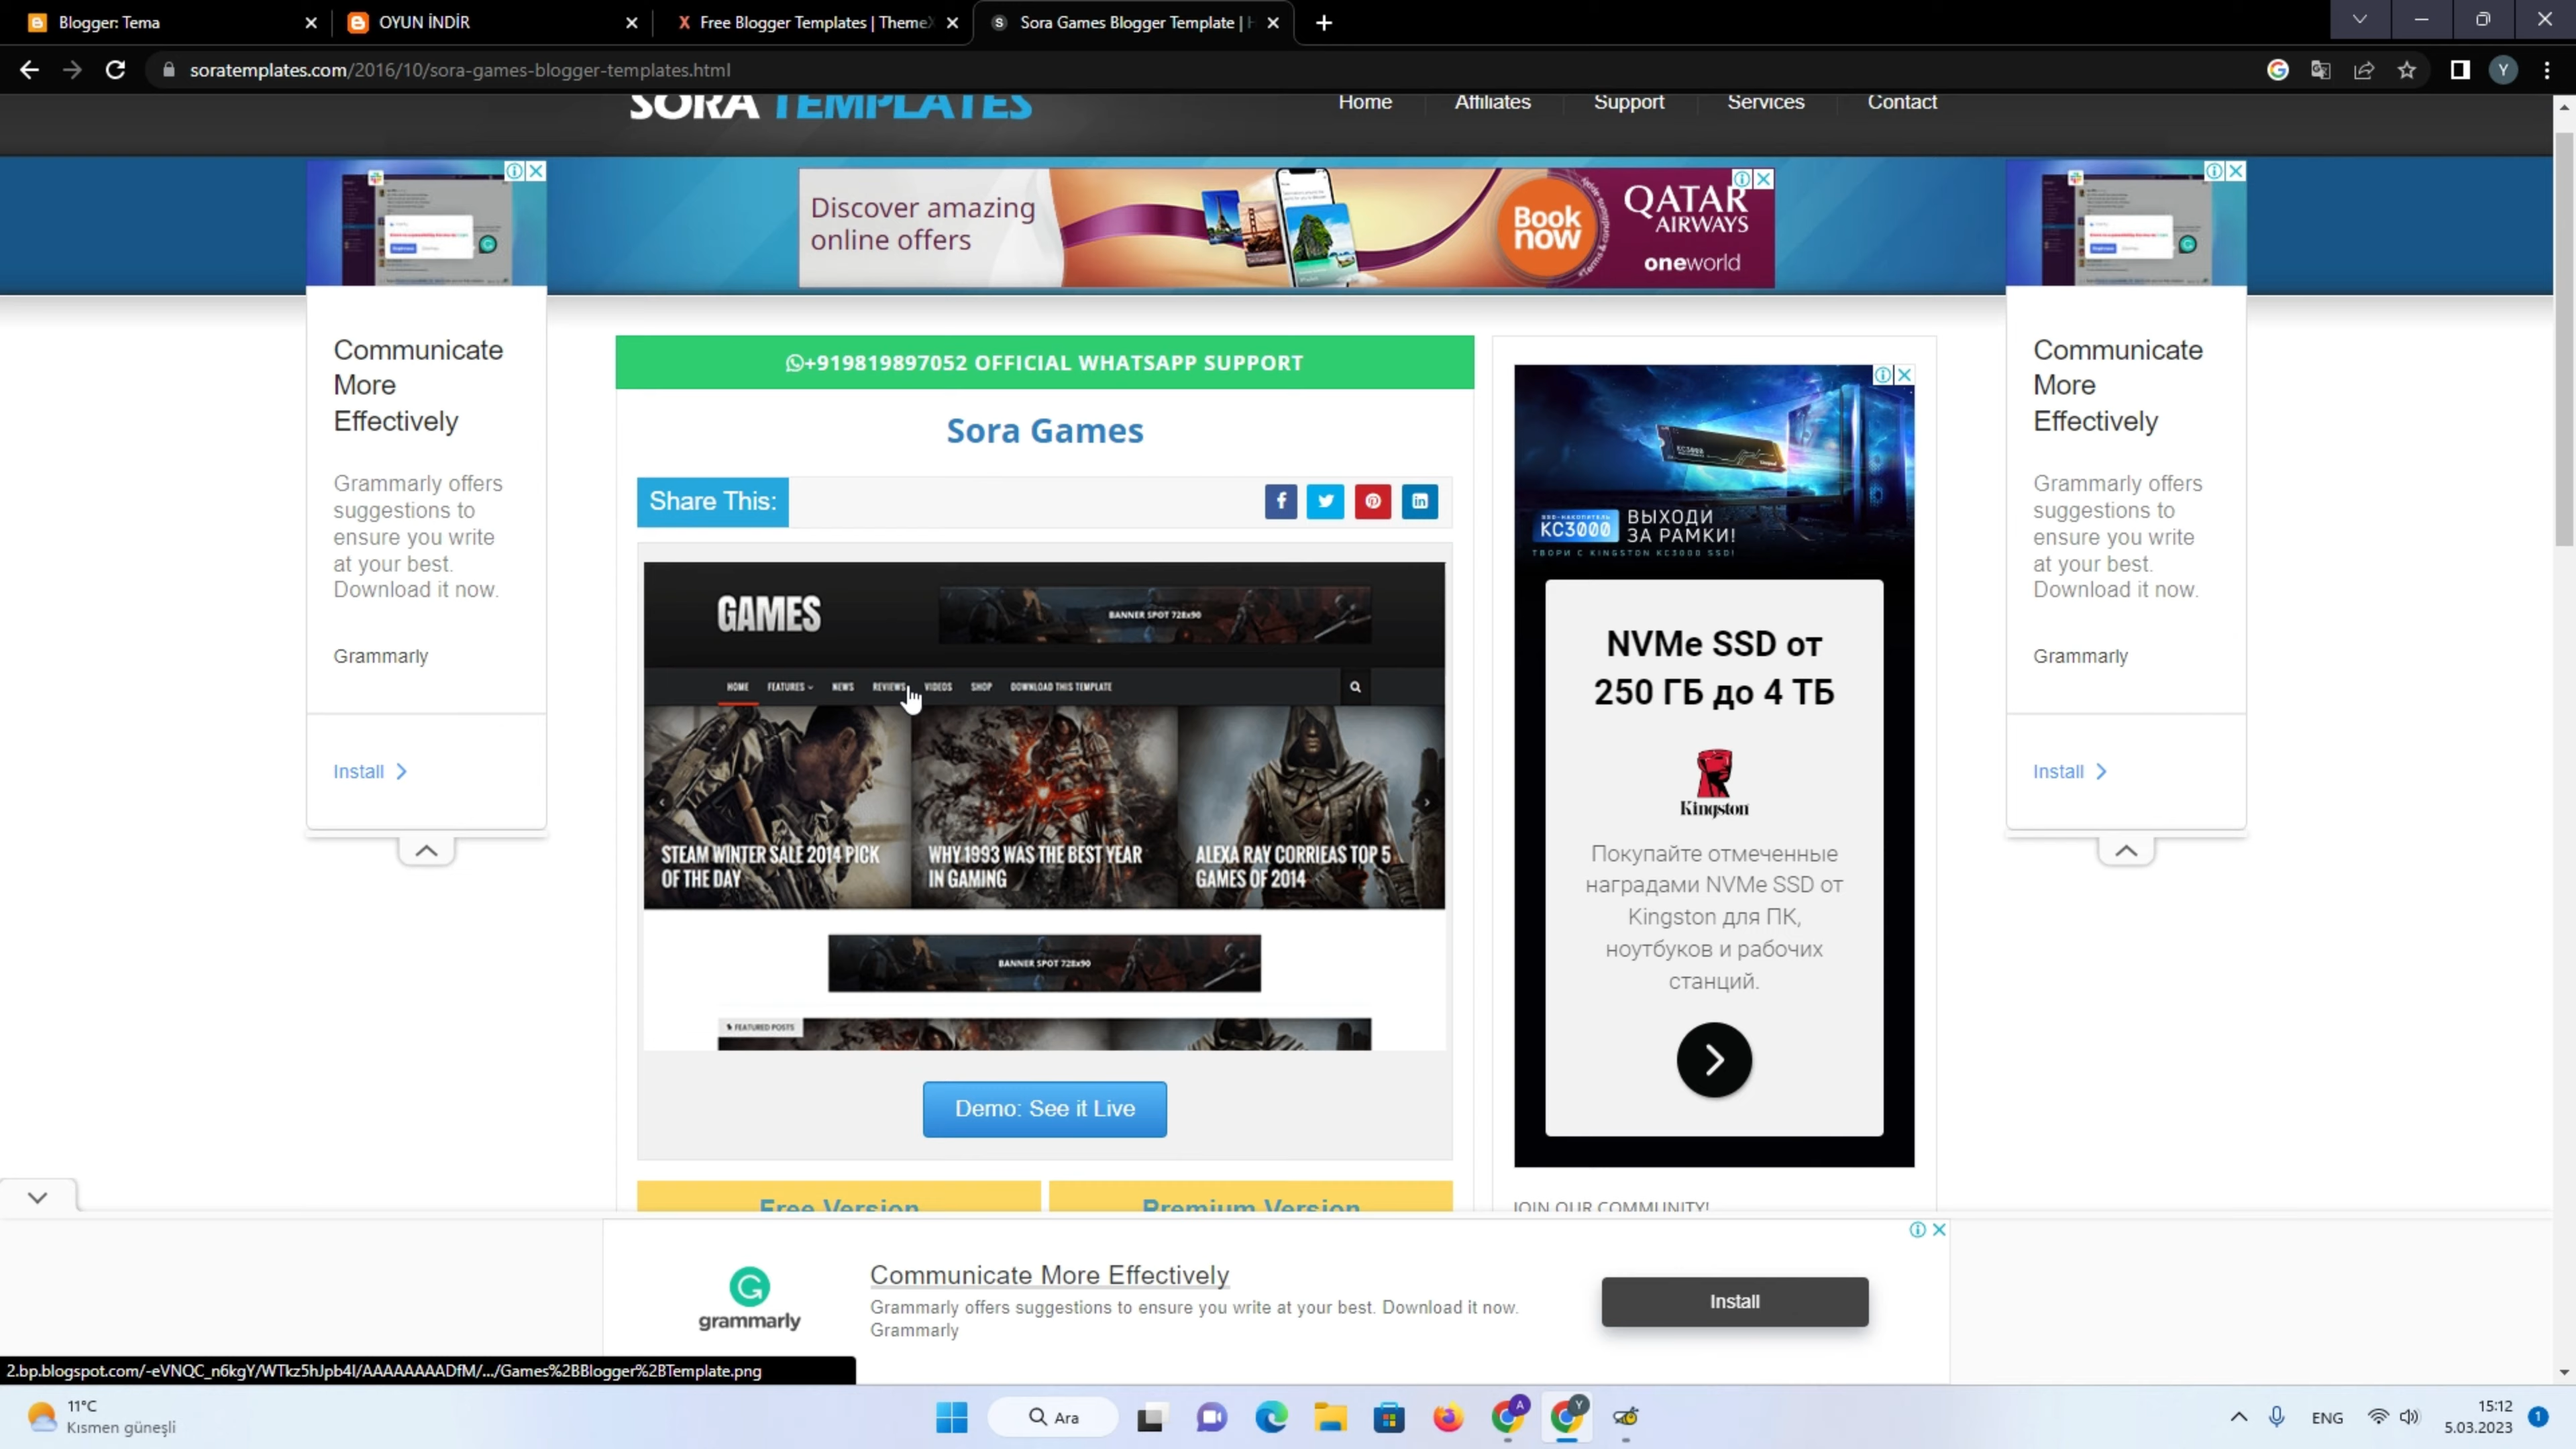 Blogger: Tema
OYUN İNDİR
Free Blogger Templates | ThemeX
Sora Games Blogger Template |
soratemplates.com/2016/10/sora-games-blogger-templates.html
Y
SORA TEMPLATES
Home
Affiliates
Support
Services
Contact
Discover amazing
online offers
Book
now
QATAR
AIRWAYS
oneworld
Communicate
More
Effectively
Grammarly offers
suggestions to
ensure you write
at your best.
Download it now.
Grammarly
Install
+919819897052 OFFICIAL WHATSAPP SUPPORT
Sora Games
Share This:
GAMES
BANNER SPOT 728x90
HOME
FEATURES
NEWS
REVIEWS
VIDEOS
SHOP
DOWNLOAD THIS TEMPLATE
STEAM WINTER SALE 2014 PICK
OF THE DAY
WHY 1993 WAS THE BEST YEAR
IN GAMING
ALEXA RAY CORRIEAS TOP 5
GAMES OF 2014
BANNER SPOT 728x90
FEATURED POSTS
Demo: See it Live
Free Version
Premium Version
SSD-НАКОПИТЕЛЬ
KC3000
ВЫХОДИ
ЗА РАМКИ!
ТВОРИ С KINGSTON KC3000 SSD!
NVMe SSD от
250 ГБ до 4 ТБ
Kingston
Покупайте отмеченные
наградами NVMe SSD от
Kingston для ПК,
ноутбуков и рабочих
станций.
JOIN OUR COMMUNITY!
Communicate
More
Effectively
Grammarly offers
suggestions to
ensure you write
at your best.
Download it now.
Grammarly
Install
grammarly
Communicate More Effectively
Grammarly offers suggestions to ensure you write at your best. Download it now.
Grammarly
Install
2.bp.blogspot.com/-eVNQC_n6kgY/WTkz5hJpb4I/AAAAAAAADfM/.../Games%2BBlogger%2BTemplate.png
11°C
Kısmen güneşli
Ara
A
Y
ENG
15:12
5.03.2023
1